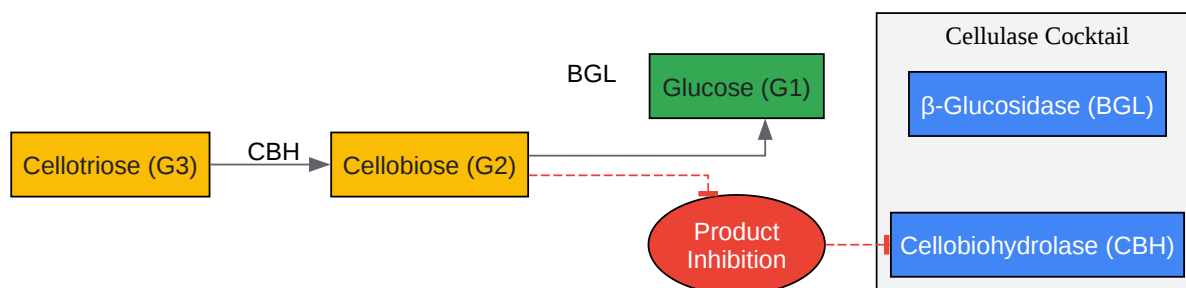 Cellulase Cocktail
BGL
Glucose (G1)
β-Glucosidase (BGL)
Cellotriose (G3)
CBH
Cellobiose (G2)
Product
Inhibition
Cellobiohydrolase (CBH)